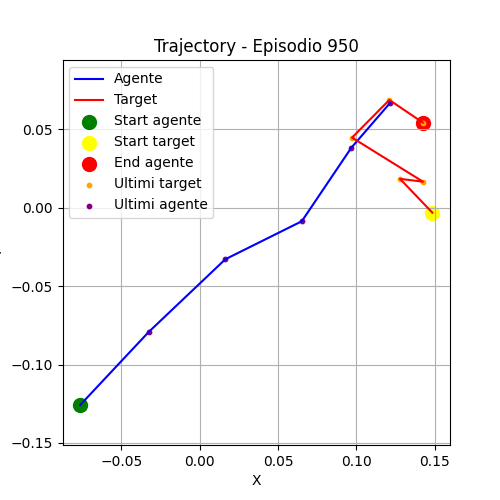 Trajectory - Episodio 950
Agente
Target
Start agente
Start target
End agente
Ultimi target
Ultimi agente
0.05
0.00
−0.05
−0.10
−0.15
−0.05
0.00
0.05
0.10
0.15
X